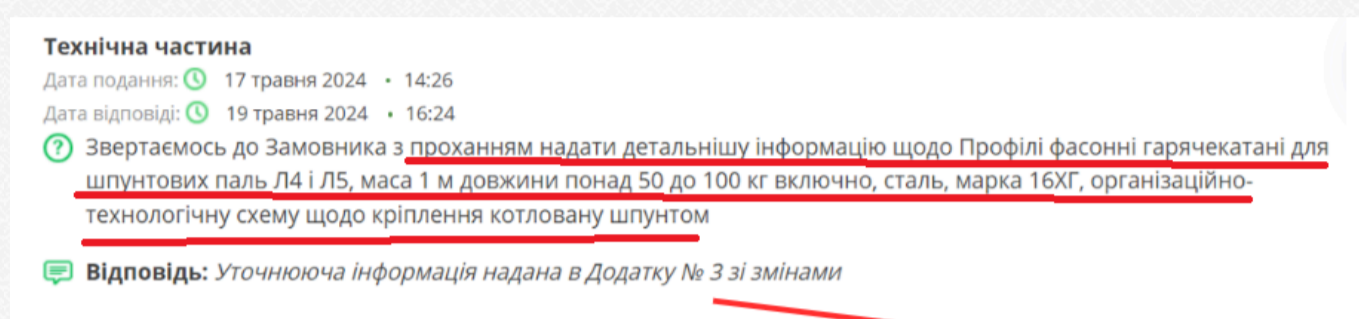 Технічна частина
Дата подання: 17 травня 2024 • 14:26
Дата відповіді: 19 травня 2024 • 16:24
Звертаємось до Замовника з проханням надати детальнішу інформацію щодо Профілі фасонні гарячекатані для
шпунтових паль Л4 і Л5, маса 1 м довжини понад 50 до 100 кг включно, сталь, марка 16ХГ, організаційно-
технологічну схему щодо кріплення котловану шпунтом
Відповідь: Уточнююча інформація надана в Додатку № 3 зі змінами